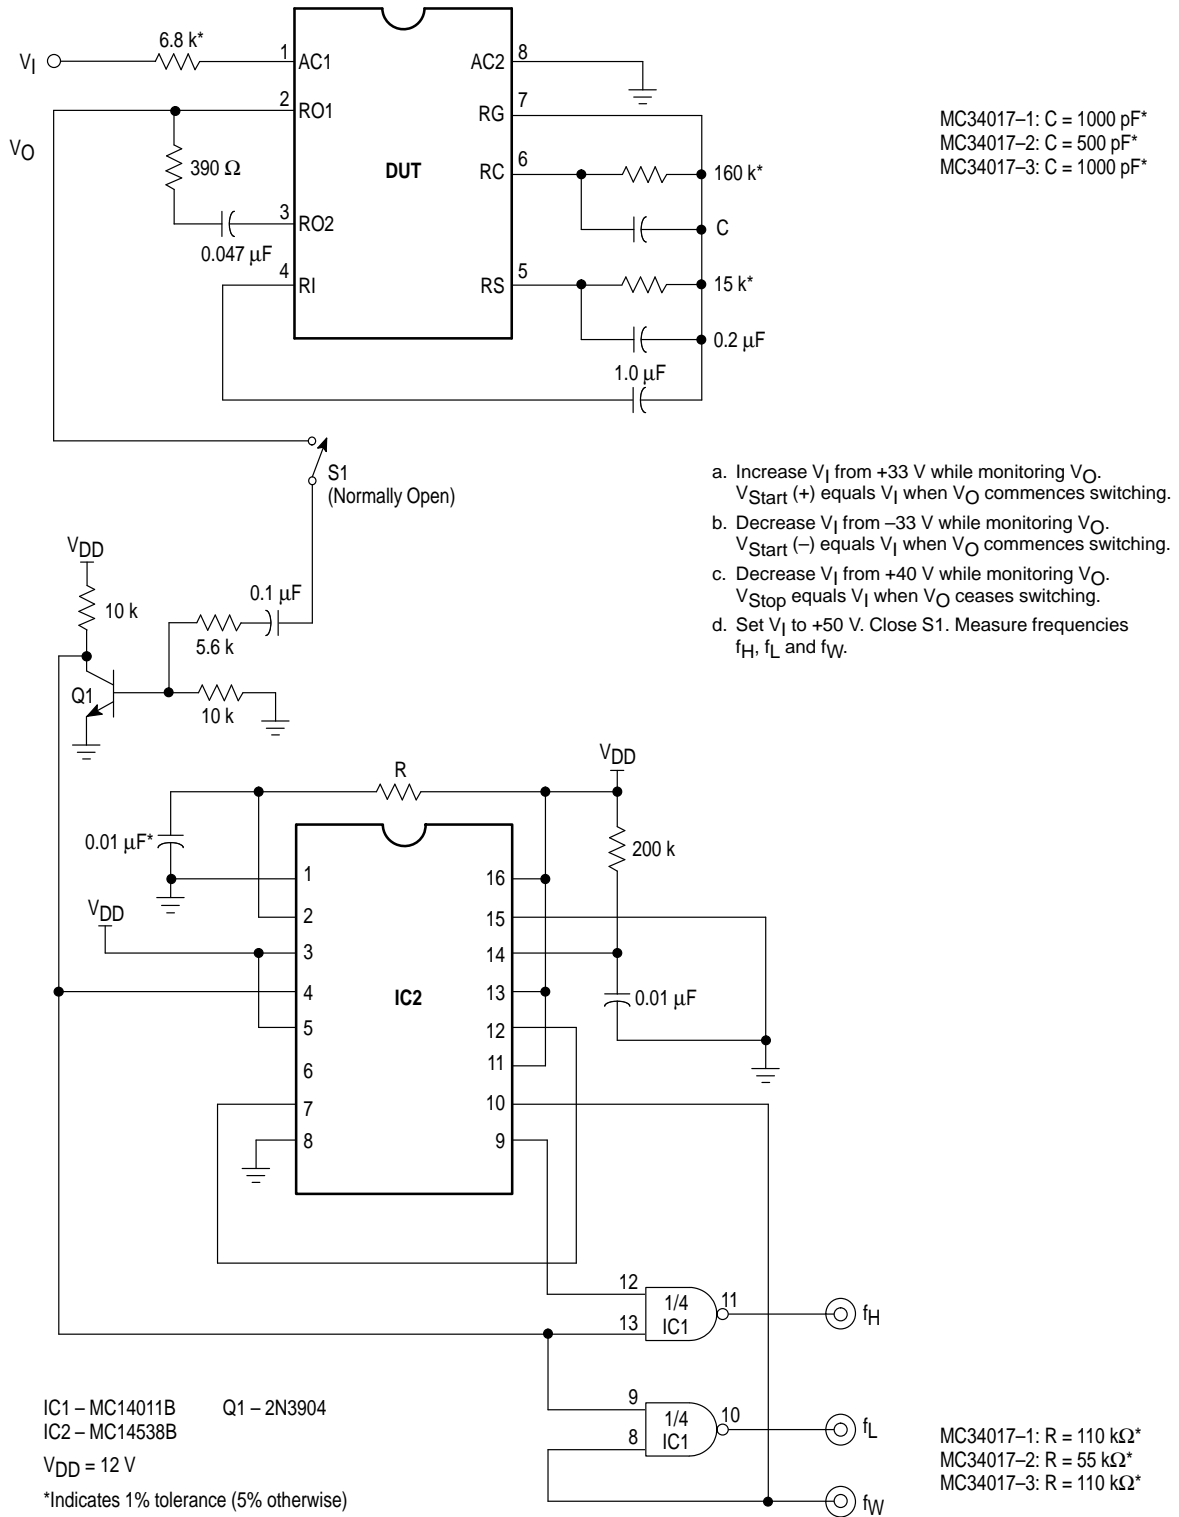 6.8 k*
VI
1
AC1
AC2
8
2
RO1
RG
7
VO
390 Ω
DUT
RC
6
160 k*
3
RO2
C
0.047 µF
4
RI
RS
5
15 k*
0.2 µF
1.0 µF
MC34017–1: C = 1000 pF*
MC34017–2: C = 500 pF*
MC34017–3: C = 1000 pF*
S1
(Normally Open)
a. Increase VI from +33 V while monitoring VO.
VStart (+) equals VI when VO commences switching.
b. Decrease VI from –33 V while monitoring VO.
VStart (–) equals VI when VO commences switching.
c. Decrease VI from +40 V while monitoring VO.
VStop equals VI when VO ceases switching.
d. Set VI to +50 V. Close S1. Measure frequencies
fH, fL and fW.
VDD
10 k
0.1 µF
5.6 k
Q1
10 k
VDD
R
0.01 µF*
200 k
1
16
VDD
2
15
3
14
4
IC2
13
0.01 µF
5
12
6
11
7
10
8
9
12
1/4
IC1
11
fH
13
9
1/4
IC1
10
fL
8
fW
IC1 – MC14011B
Q1 – 2N3904
IC2 – MC14538B
VDD = 12 V
*Indicates 1% tolerance (5% otherwise)
MC34017–1: R = 110 kΩ*
MC34017–2: R = 55 kΩ*
MC34017–3: R = 110 kΩ*